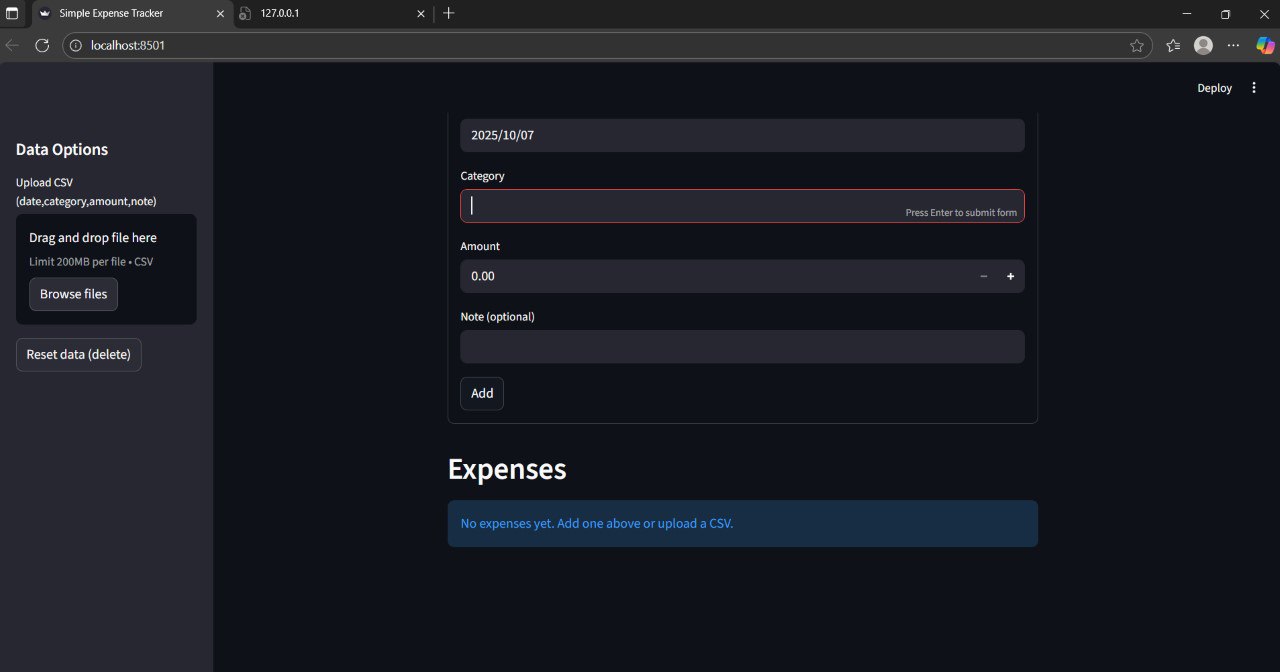 Simple Expense Tracker
127.0.0.1
localhost:8501
Deploy
Data Options
Upload CSV
(date,category,amount,note)
Drag and drop file here
Limit 200MB per file • CSV
Browse files
Reset data (delete)
2025/10/07
Category
Press Enter to submit form
Amount
0.00
Note (optional)
Add
Expenses
No expenses yet. Add one above or upload a CSV.